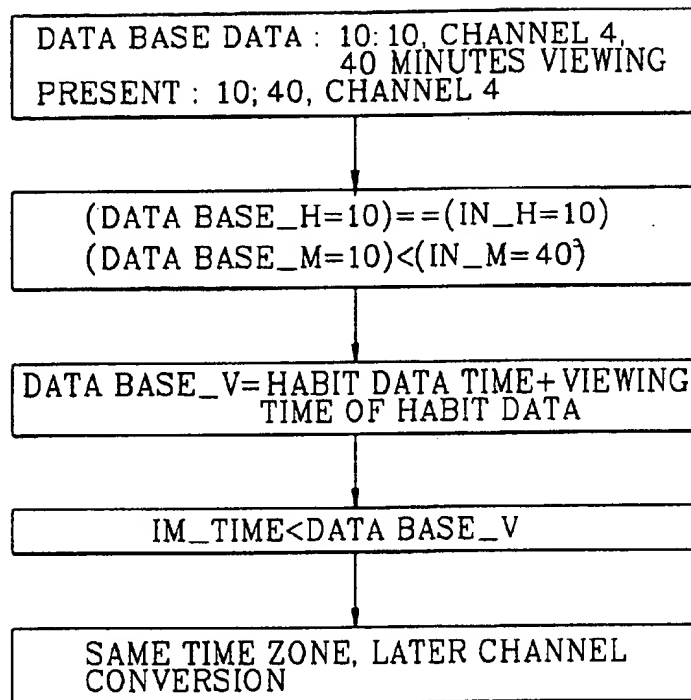 DATA BASE DATA : 10:10, CHANNEL 4,
40 MINUTES VIEWING
PRESENT : 10;40, CHANNEL 4
(DATA BASE_H=10)==(IN_H=10)
(DATA BASE_M=10)<(IN_M=40)
DATA BASE_V=HABIT DATA TIME+VIEWING
TIME OF HABIT DATA
IM_TIME<DATA BASE_V
SAME TIME ZONE, LATER CHANNEL
CONVERSION